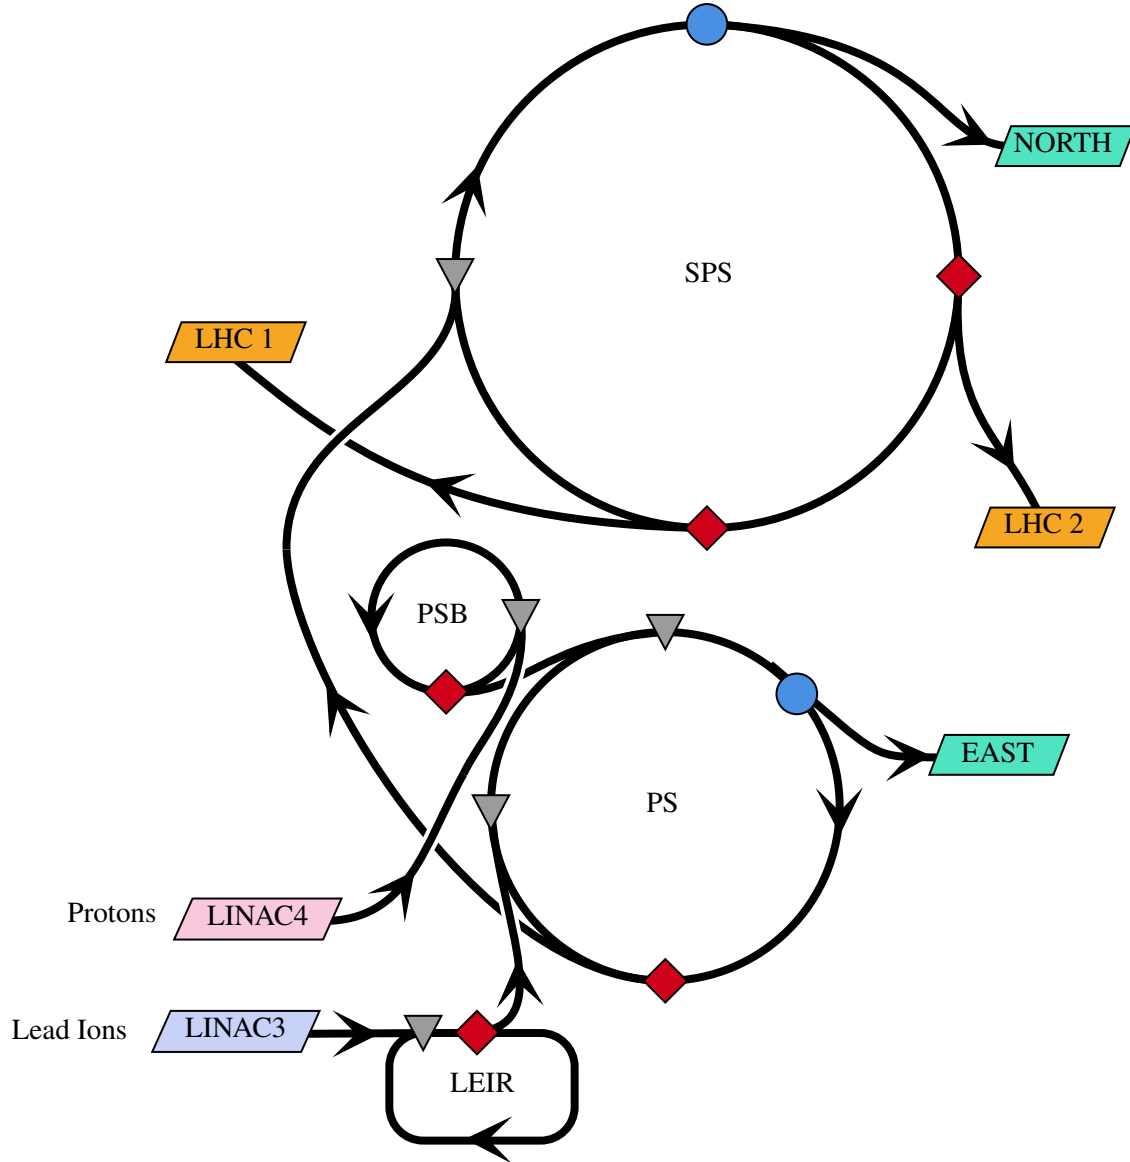 NORTH
SPS
LHC 1
LHC 2
PSB
EAST
PS
Protons
LINAC4
Lead Ions
LINAC3
LEIR